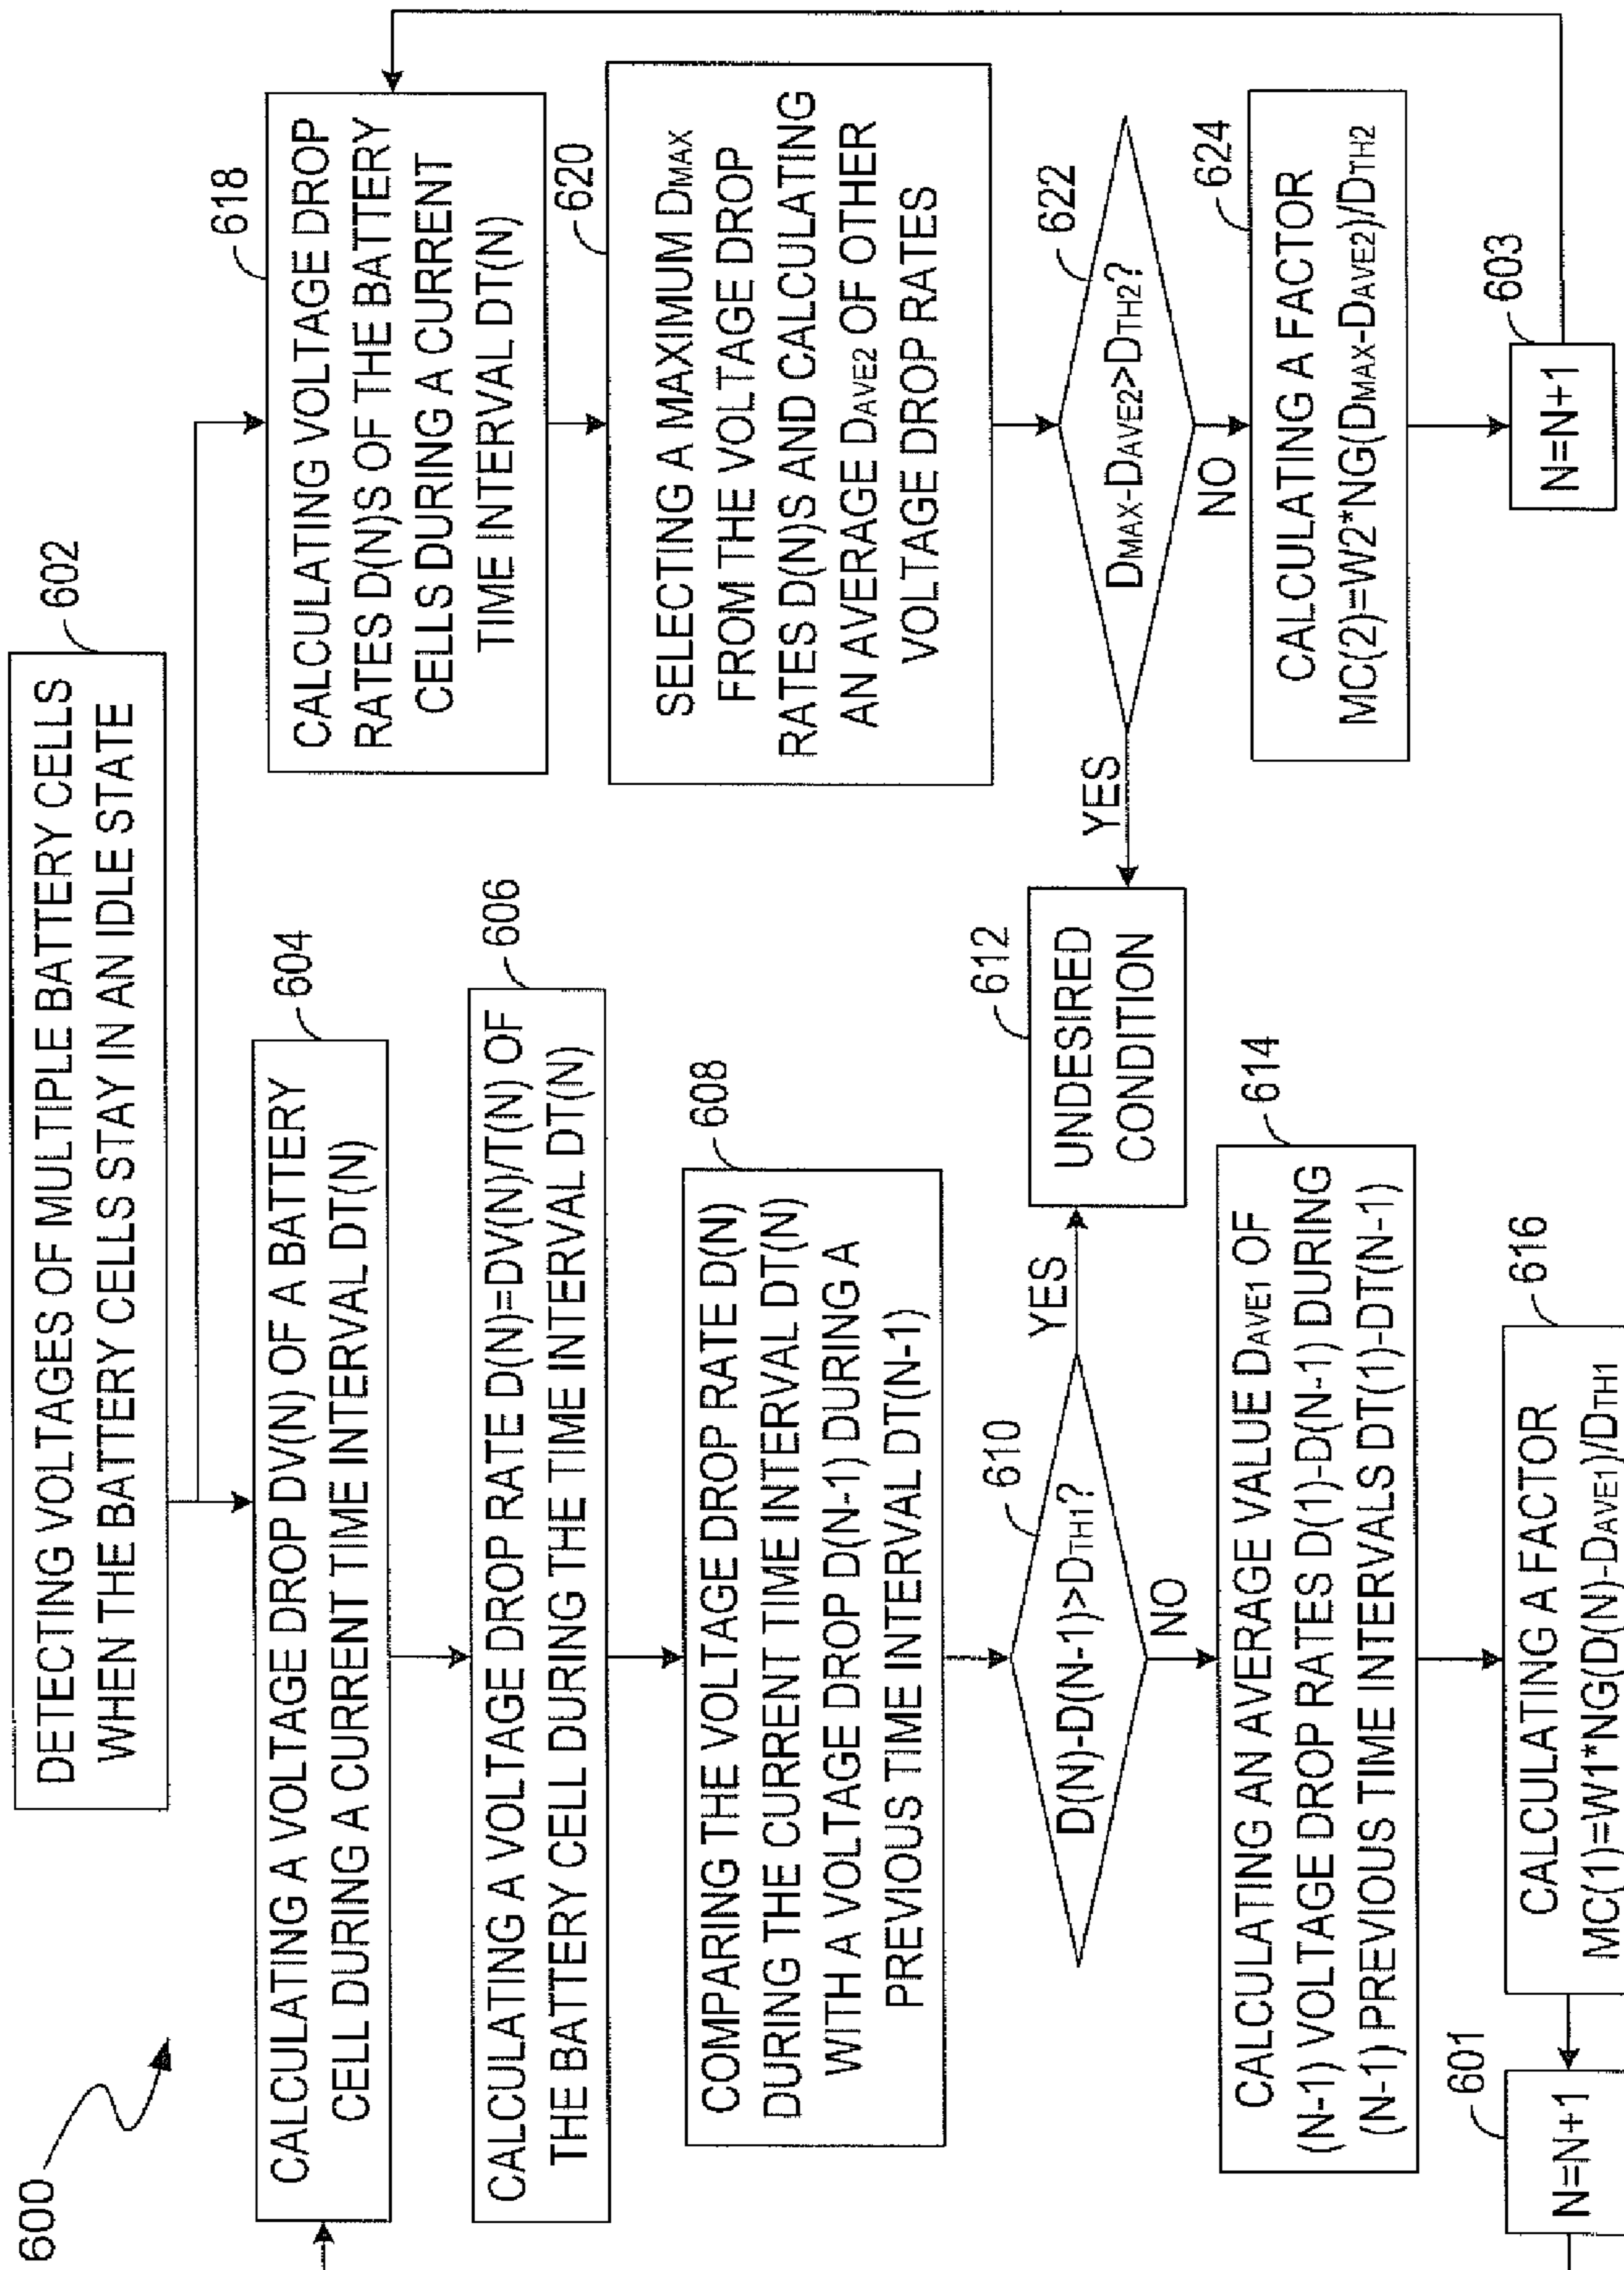 600
DETECTING VOLTAGES OF MULTIPLE BATTERY CELLS
WHEN THE BATTERY CELLS STAY IN AN IDLE STATE
602
CALCULATING A VOLTAGE DROP DV(N) OF A BATTERY
CELL DURING A CURRENT TIME INTERVAL DT(N)
604
CALCULATING A VOLTAGE DROP RATE D(N)=DV(N)/T(N) OF
THE BATTERY CELL DURING THE TIME INTERVAL DT(N)
606
COMPARING THE VOLTAGE DROP RATE D(N)
DURING THE CURRENT TIME INTERVAL DT(N)
WITH A VOLTAGE DROP D(N-1) DURING A
PREVIOUS TIME INTERVAL DT(N-1)
608
D(N)-D(N-1)>DTH1?
610
YES
NO
UNDESIRED
CONDITION
612
CALCULATING AN AVERAGE VALUE DAVE1 OF
(N-1) VOLTAGE DROP RATES D(1)-D(N-1) DURING
(N-1) PREVIOUS TIME INTERVALS DT(1)-DT(N-1)
614
CALCULATING A FACTOR
MC(1)=W1*NG(D(N)-DAVE1)/DTH1
616
N=N+1
601
CALCULATING VOLTAGE DROP
RATES D(N)S OF THE BATTERY
CELLS DURING A CURRENT
TIME INTERVAL DT(N)
618
SELECTING A MAXIMUM DMAX
FROM THE VOLTAGE DROP
RATES D(N)S AND CALCULATING
AN AVERAGE DAVE2 OF OTHER
VOLTAGE DROP RATES
620
DMAX-DAVE2>DTH2?
622
YES
NO
CALCULATING A FACTOR
MC(2)=W2*NG(DMAX-DAVE2)/DTH2
624
N=N+1
603